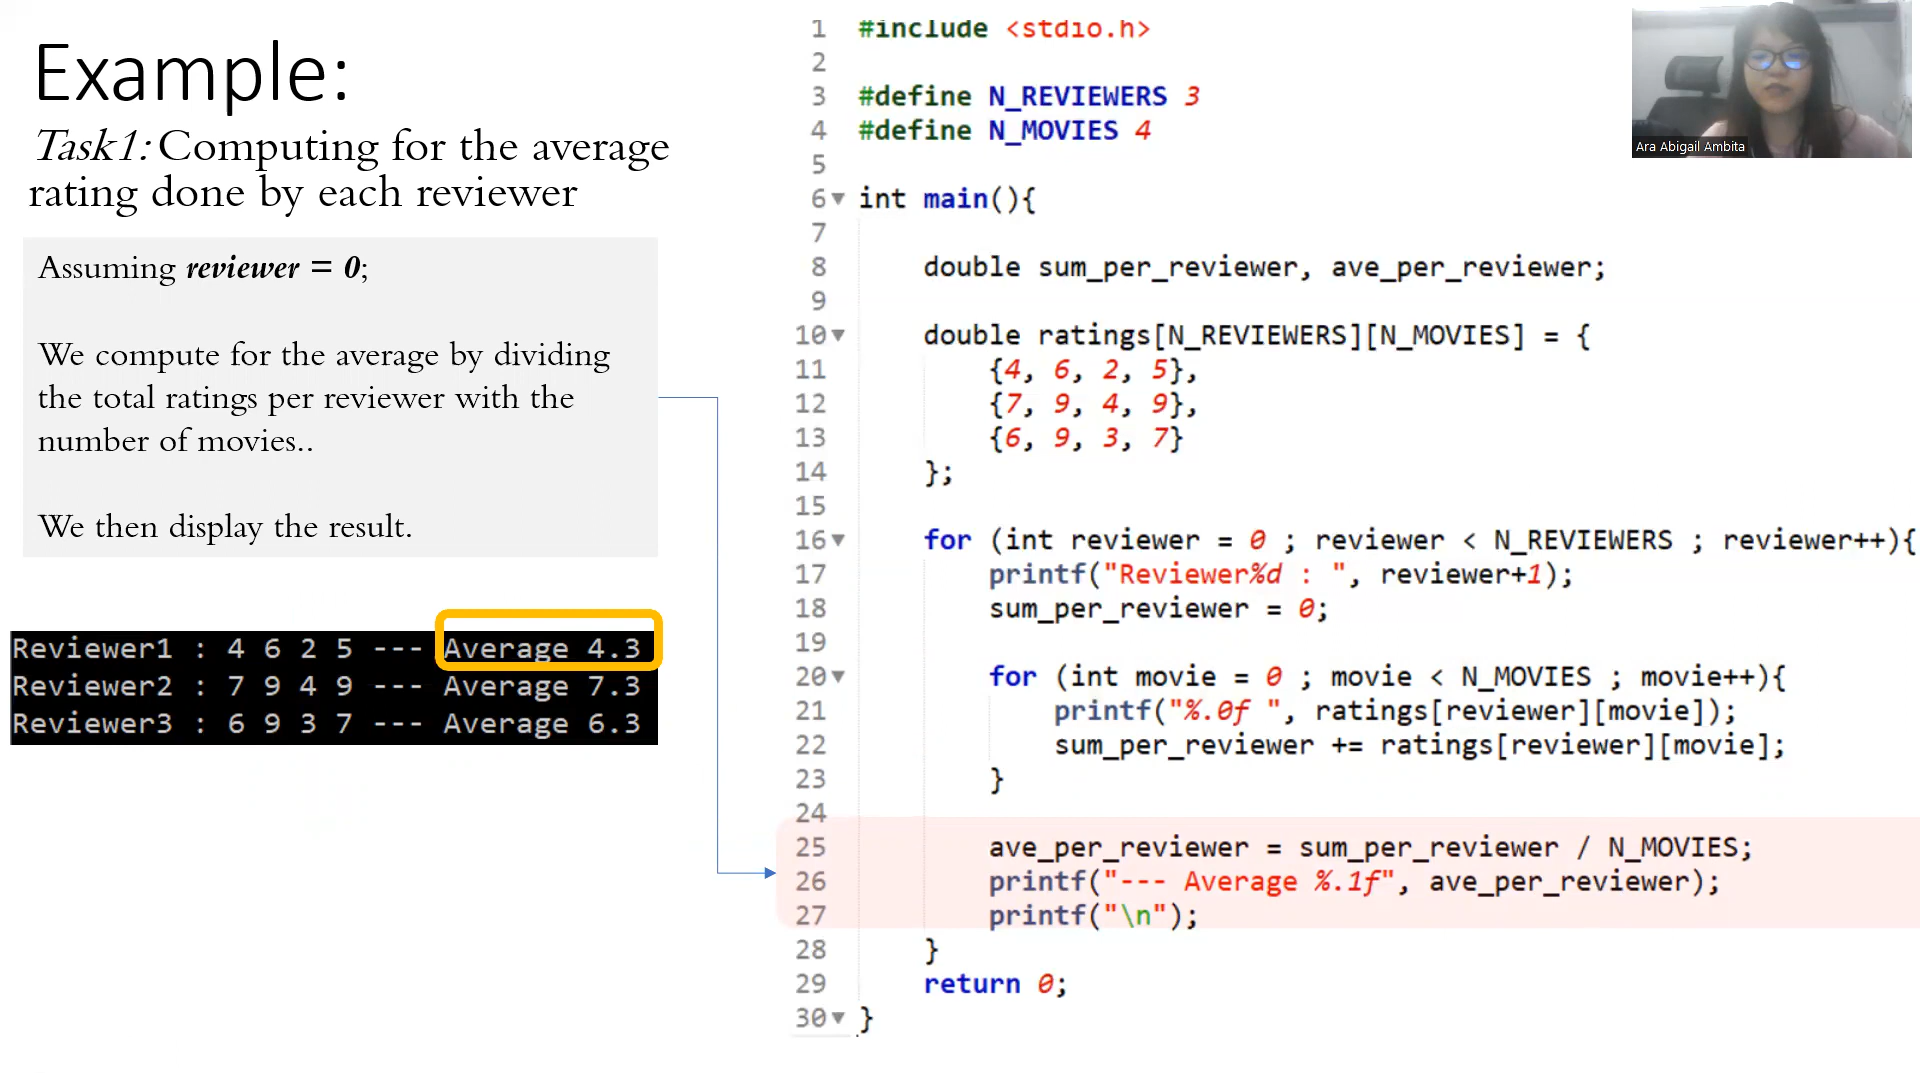 Example:
Task1: Computing for the average
rating done by each reviewer
Assuming reviewer = 0;
We compute for the average by dividing
the total ratings per reviewer with the
number of movies..
We then display the result.
Reviewer1 : 4 6 2 5 --- Average 4.3
Reviewer2 : 7 9 4 9 --- Average 7.3
Reviewer3 : 6 9 3 7 --- Average 6.3
1 #include <stdio.h>
2
3 #define N_REVIEWERS 3
4 #define N_MOVIES 4
5
6 int main(){
7
8 double sum_per_reviewer, ave_per_reviewer;
9
10 double ratings[N_REVIEWERS][N_MOVIES] = {
11 {4, 6, 2, 5},
12 {7, 9, 4, 9},
13 {6, 9, 3, 7}
14 };
15
16 for (int reviewer = 0 ; reviewer < N_REVIEWERS ; reviewer++){
17 printf("Reviewer%d : ", reviewer+1);
18 sum_per_reviewer = 0;
19
20 for (int movie = 0 ; movie < N_MOVIES ; movie++){
21 printf("%.0f ", ratings[reviewer][movie]);
22 sum_per_reviewer += ratings[reviewer][movie];
23 }
24
25 ave_per_reviewer = sum_per_reviewer / N_MOVIES;
26 printf("--- Average %.1f", ave_per_reviewer);
27 printf("\n");
28 }
29 return 0;
30 }
Ara Abigail Ambita